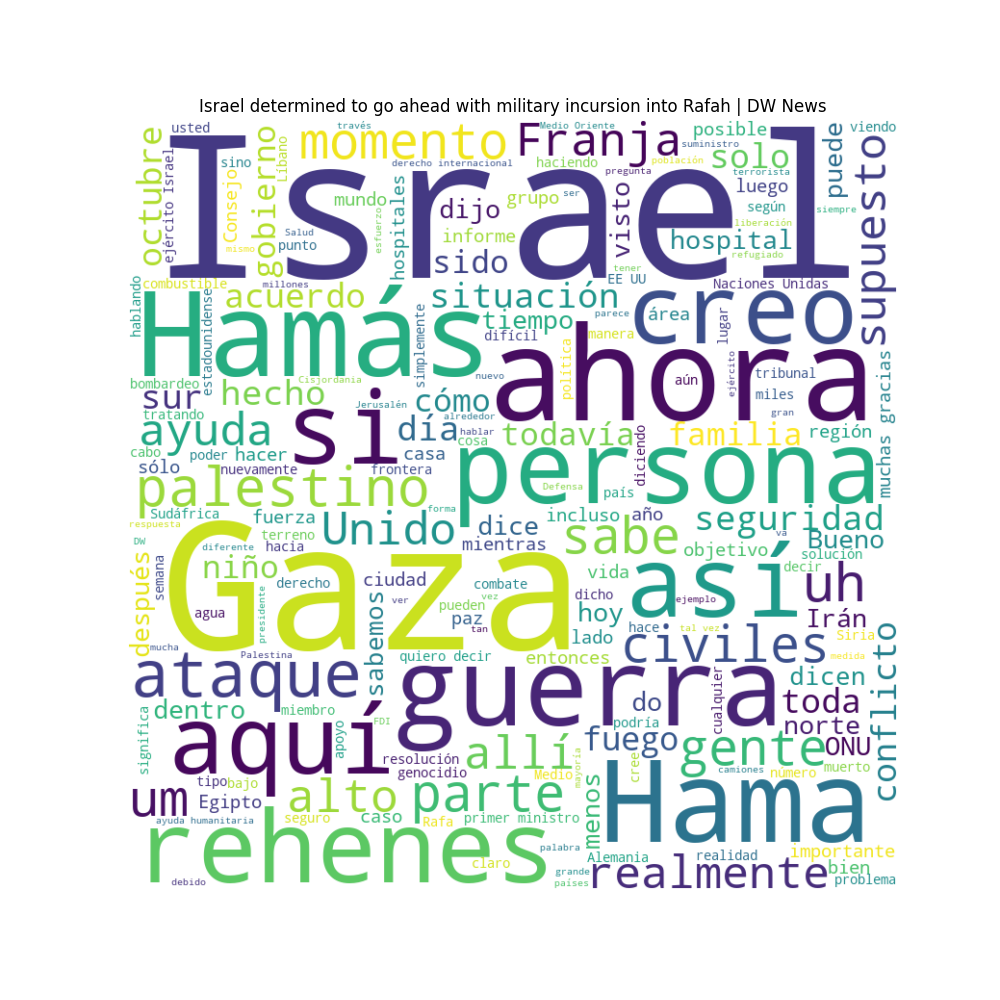 Israel determined to go ahead with military incursion into Rafah | DW News
Israel
Gaza
Hamás
ahora
guerra
persona
Hama
creo
si
así
aquí
rehenes
momento
Franja
solo
posible
viendo
puede
supuesto
octubre
usted
ejército Israel
sino
Consejo
gobierno
Líbano
través
Medio Oriente
suministro
derecho internacional
haciendo
pregunta
población
terrorista
luego
según
siempre
mundo
hospitales
esfuerzo
dijo
grupo
ser
visto
informe
hospital
liberación
refugiado
Salud
punto
mismo
millones
sido
tener
EE UU
Naciones Unidas
combustible
hablando
estadounidense
acuerdo
situación
tiempo
parece
área
lugar
difícil
manera
simplemente
política
aún
ejército
tribunal
miles
gran
nuevo
muchas gracias
bombardeo
Cisjordania
hecho
cómo
Jerusalén
alrededor
hablar
sur
tratando
ayuda
día
todavía
familia
región
cosa
casa
diciendo
cabo
poder
hacer
sólo
nuevamente
frontera
palestino
Defensa
país
forma
Sudáfrica
respuesta
DW
fuerza
terreno
Unido
dice
incluso
año
seguridad
Bueno
va
solución
mientras
sabe
objetivo
decir
diferente
hacia
después
semana
niño
derecho
ciudad
combate
vida
dicho
ejemplo
uh
Irán
agua
presidente
ver
pueden
vez
hoy
paz
tan
hace
tal vez
Siria
medida
lado
civiles
mucha
Palestina
sabemos
quiero decir
entonces
ataque
dicen
conflicto
cualquier
toda
do
podría
norte
dentro
miembro
apoyo
FDI
significa
fuego
gente
ONU
resolución
genocidio
allí
Medio
mayoría
cree
camiones
número
muerto
tipo
bajo
um
Egipto
alto
parte
menos
ayuda humanitaria
seguro
caso
Rafa
primer ministro
palabra
Alemania
realidad
importante
claro
grande
países
realmente
bien
problema
debido